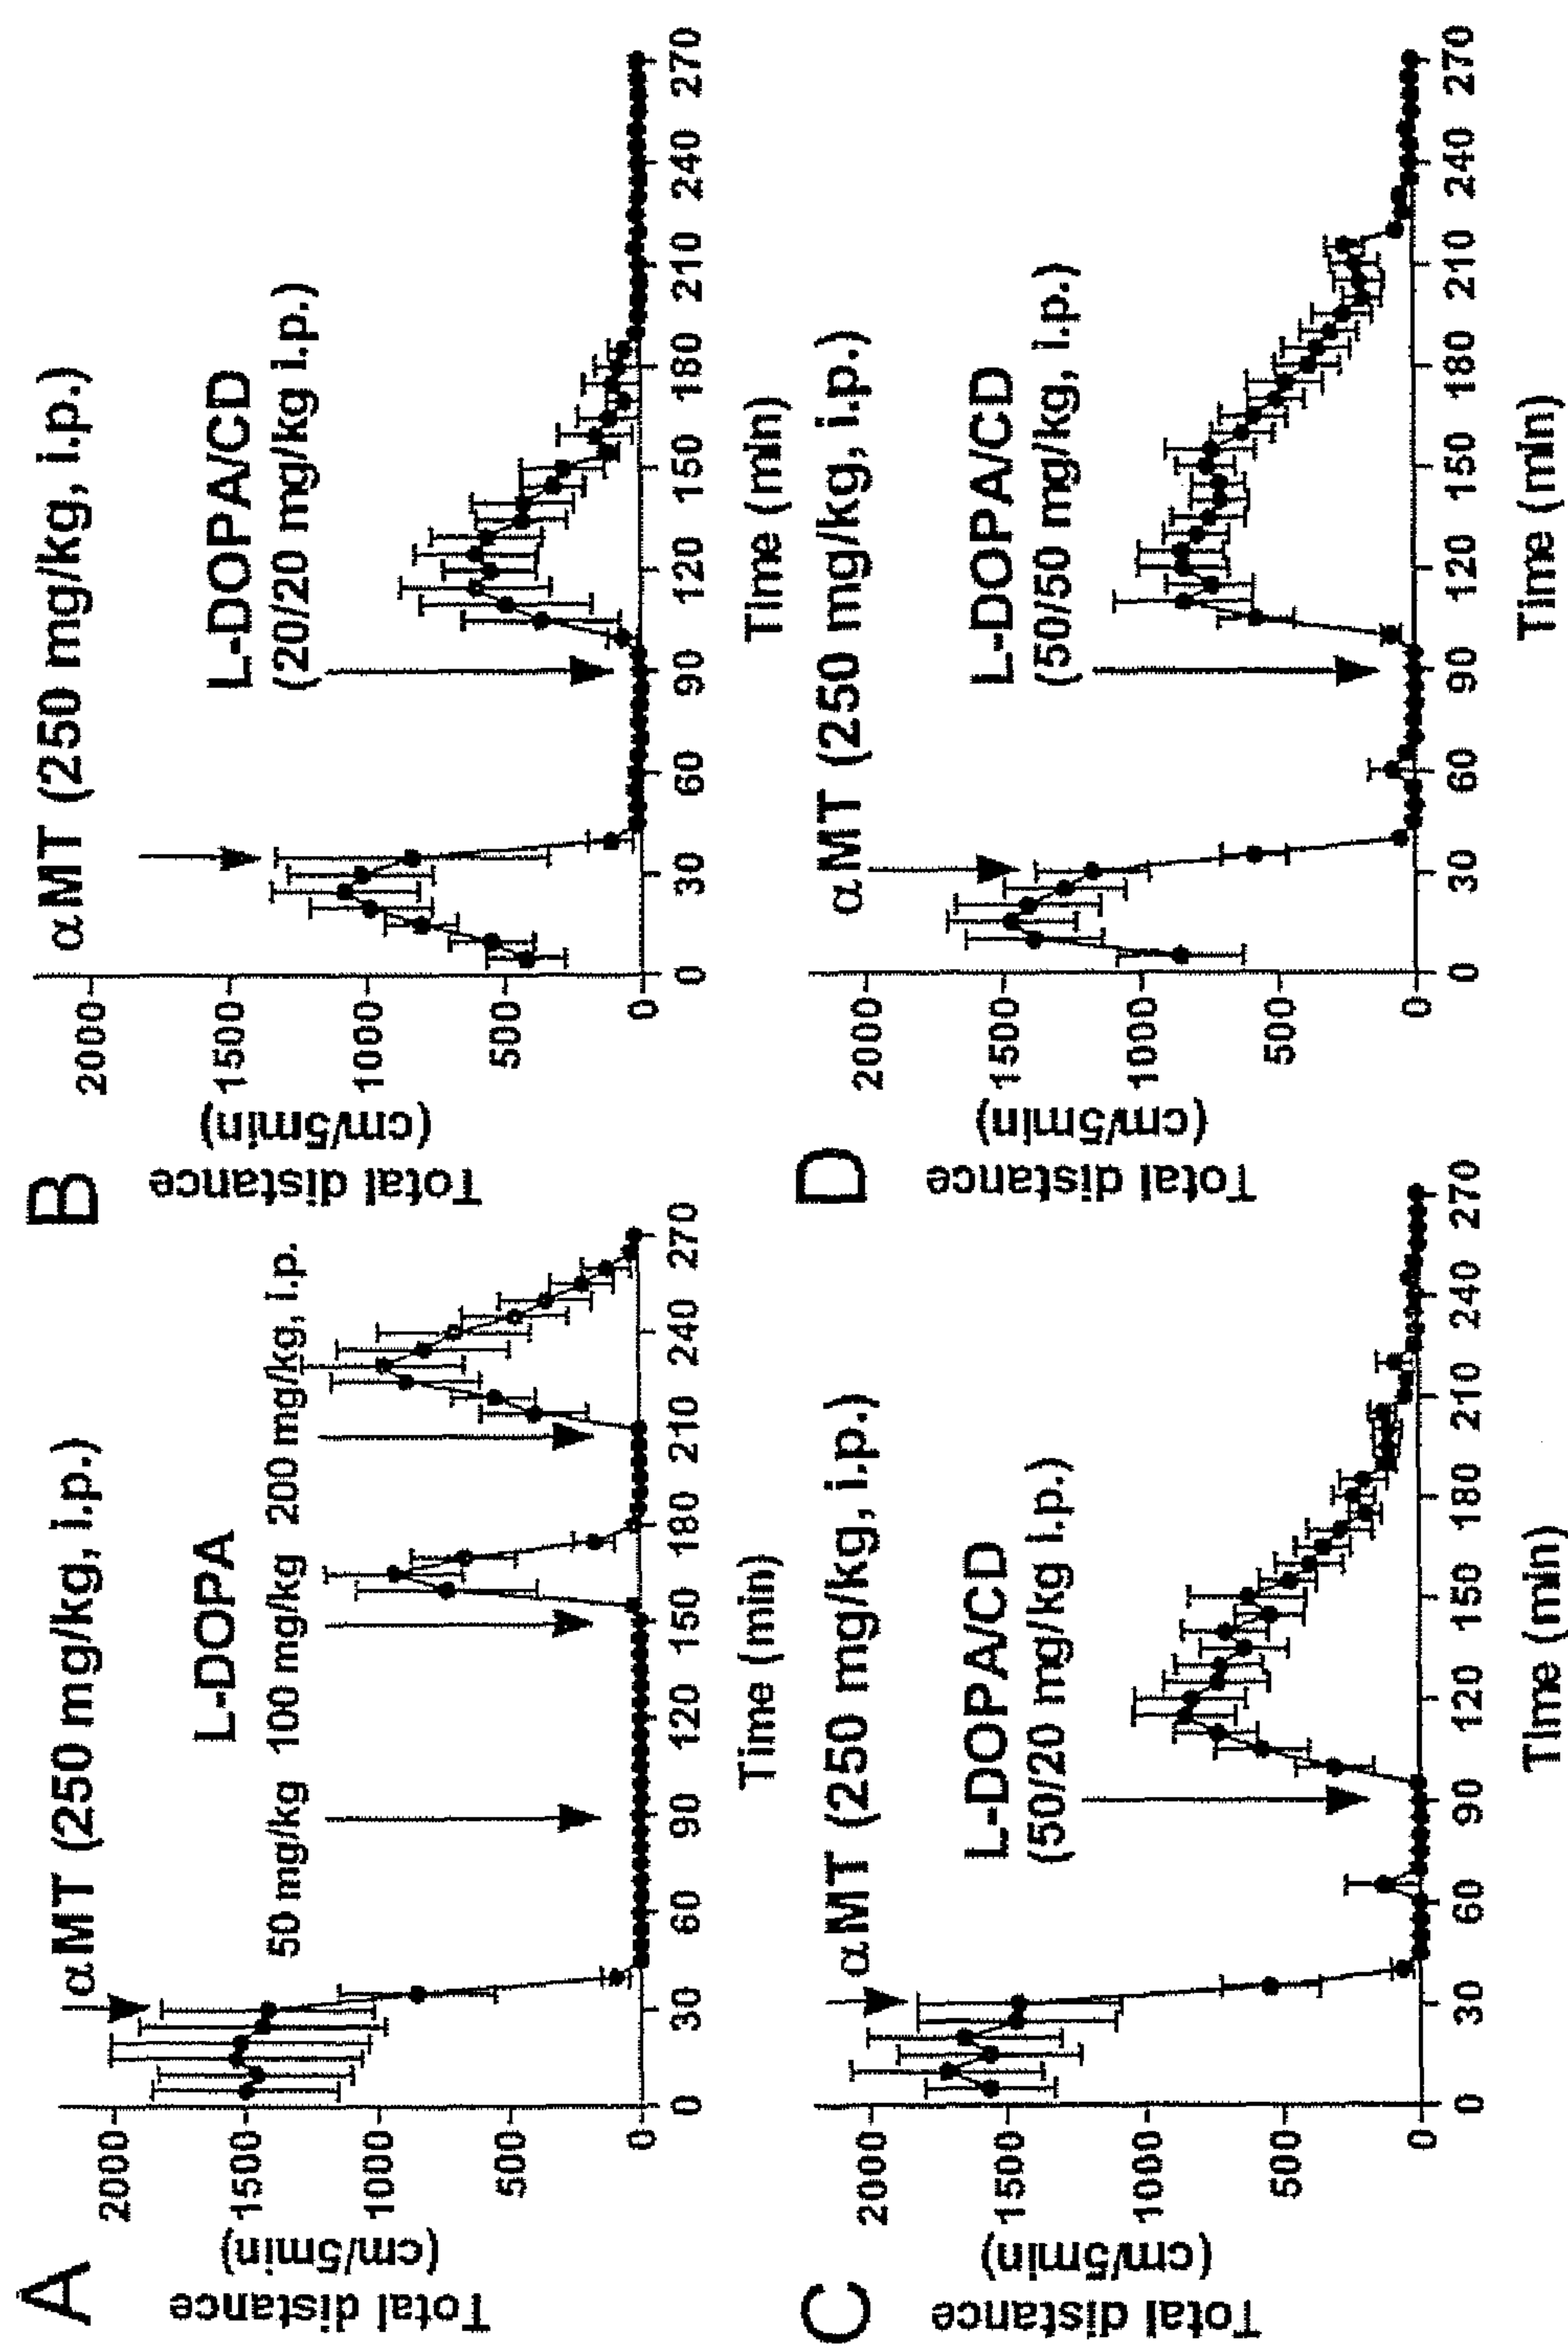 A
αMT (250 mg/kg, i.p.)
L-DOPA
50 mg/kg 100 mg/kg 200 mg/kg, i.p.
Total distance
(cm/5min)
2000
1500
1000
500
0
0 30 60 90 120 150 180 210 240 270
Time (min)
B
αMT (250 mg/kg, i.p.)
L-DOPA/CD
(20/20 mg/kg i.p.)
Total distance
(cm/5min)
2000
1500
1000
500
0
0 30 60 90 120 150 180 210 240 270
Time (min)
C
αMT (250 mg/kg, i.p.)
L-DOPA/CD
(50/20 mg/kg i.p.)
Total distance
(cm/5min)
2000
1500
1000
500
0
0 30 60 90 120 150 180 210 240 270
Time (min)
D
αMT (250 mg/kg, i.p.)
L-DOPA/CD
(50/50 mg/kg, i.p.)
Total distance
(cm/5min)
2000
1500
1000
500
0
0 30 60 90 120 150 180 210 240 270
Time (min)